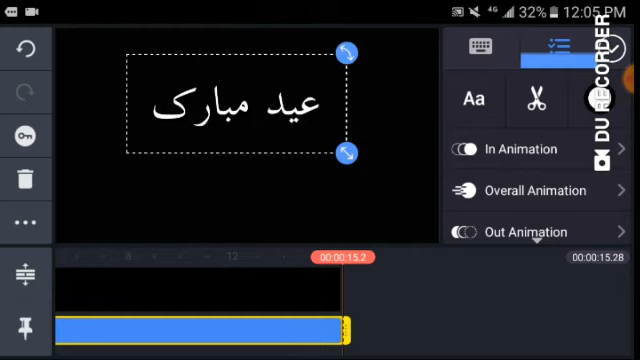 4G 32% 12:05 PM
عید مبارک
Aa
In Animation
Overall Animation
Out Animation
DU RECORDER
8 12 00:00:15.2 00:00:15.28